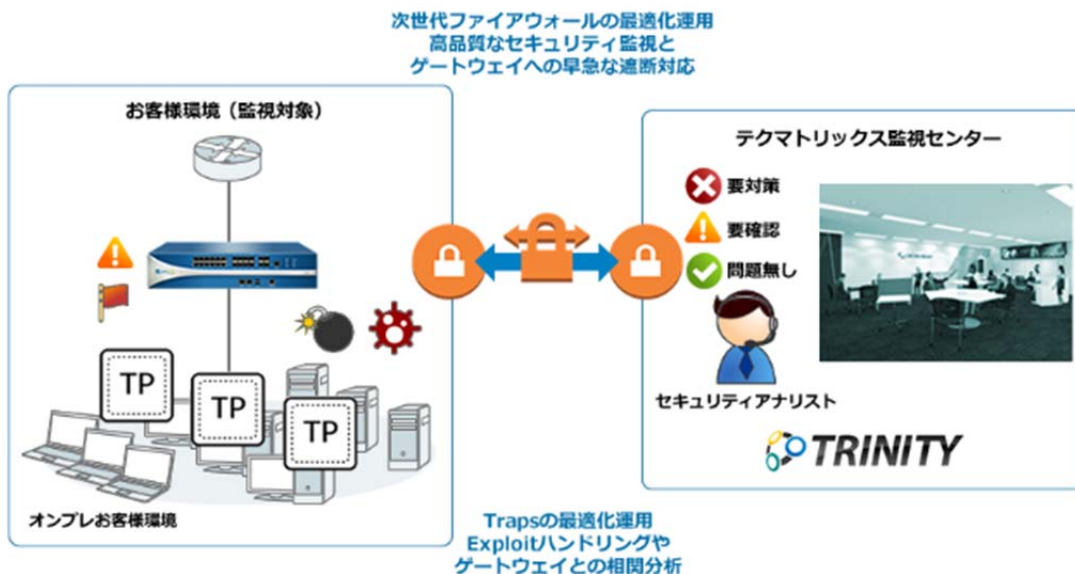 次世代ファイアウォールの最適化運用
高品質なセキュリティ監視と
ゲートウェイへの早急な遮断対応
お客様環境（監視対象）
TP
TP
TP
オンプレお客様環境
テクマトリックス監視センター
要対策
要確認
問題無し
セキュリティアナリスト
TRINITY
Trapsの最適化運用
Exploitハンドリングや
ゲートウェイとの相関分析